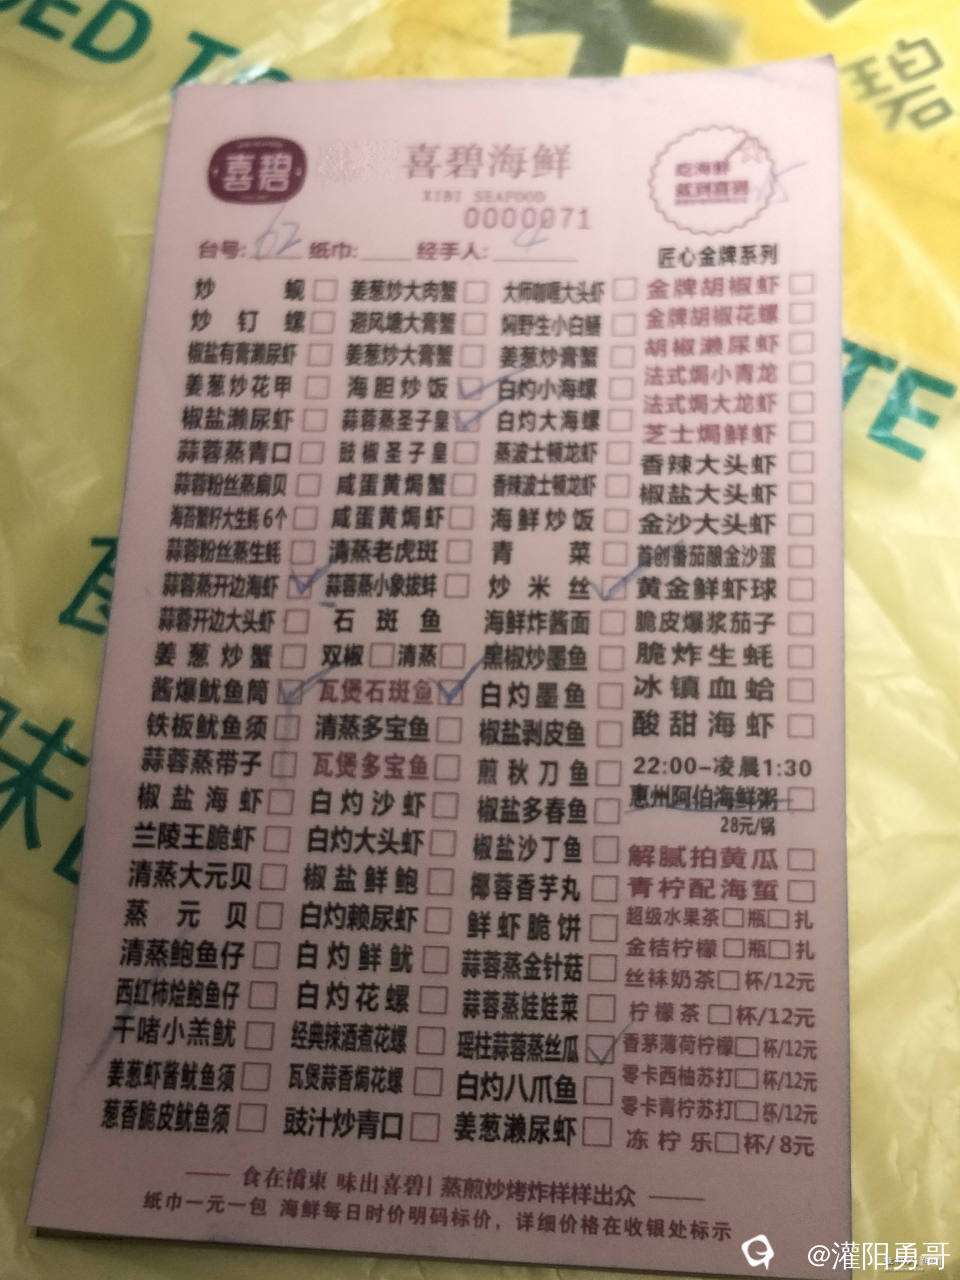 DED TO
大
碧
喜碧
喜碧海鲜
XIBI SEAFOOD
吃海鲜
就到喜碧
0000071
台号: 62 纸巾: 经手人: 4
匠心金牌系列
炒 蚬 □ 姜葱炒大肉蟹 □ 大师咖喱大头虾 □ 金牌胡椒虾 □
炒钉螺 □ 避风塘大膏蟹 □ 野生小白鳝 □ 金牌胡椒花螺 □
椒盐有膏濑尿虾 □ 姜葱炒大膏蟹 □ 姜葱炒膏蟹 □ 胡椒濑尿虾 □
姜葱炒花甲 □ 海胆炒饭 ☑ 白灼小海螺 □ 法式焗小青龙 □
椒盐濑尿虾 □ 蒜蓉蒸圣子皇 ☑ 白灼大海螺 □ 法式焗大龙虾 □
蒜蓉蒸青口 □ 豉椒圣子皇 □ 蒸波士顿龙虾 □ 芝士焗鲜虾 □
蒜蓉粉丝蒸扇贝 □ 咸蛋黄焗蟹 □ 香辣波士顿龙虾 □ 香辣大头虾 □
海苔蟹籽大生蚝6个 □ 咸蛋黄焗虾 □ 海鲜炒饭 □ 椒盐大头虾 □
蒜蓉粉丝蒸生蚝 □ 清蒸老虎斑 □ 青菜 □ 金沙大头虾 □
蒜蓉蒸开边海虾 ☑ 蒜蓉蒸小象拔蚌 □ 炒米丝 ☑ 首创番茄酿金沙蛋 □
蒜蓉开边大头虾 □ 石斑鱼 海鲜炸酱面 □ 黄金鲜虾球 □
姜葱炒蟹 □ 双椒 □ 清蒸 □ 黑椒炒墨鱼 □ 脆皮爆浆茄子 □
酱爆鱿鱼筒 ☑ 瓦煲石斑鱼 ☑ 白灼墨鱼 □ 脆炸生蚝 □
铁板鱿鱼须 □ 清蒸多宝鱼 □ 椒盐剥皮鱼 □ 冰镇血蛤 □
蒜蓉蒸带子 □ 瓦煲多宝鱼 □ 煎秋刀鱼 □ 酸甜海虾 □
椒盐海虾 □ 白灼沙虾 □ 椒盐多春鱼 □ 22:00-凌晨1:30
兰陵王脆虾 □ 白灼大头虾 □ 椒盐沙丁鱼 □ 惠州阿伯海鲜粥 □
28元/锅
清蒸大元贝 □ 椒盐鲜鲍 □ 椰蓉香芋丸 □ 解腻拍黄瓜 □
蒸元贝 □ 白灼赖尿虾 □ 鲜虾脆饼 □ 青柠配海蜇 □
清蒸鲍鱼仔 □ 白灼鲜鱿 □ 蒜蓉蒸金针菇 □ 超级水果茶 □ 瓶 □ 扎
西红柿烩鲍鱼仔 □ 白灼花螺 □ 蒜蓉蒸娃娃菜 □ 金桔柠檬 □ 瓶 □ 扎
干啫小羔鱿 □ 经典辣酒煮花螺 □ 瑶柱蒜蓉蒸丝瓜 ☑ 丝袜奶茶 □ 杯/12元
姜葱虾酱鱿鱼须 □ 瓦煲蒜香焗花螺 □ 白灼八爪鱼 □ 柠檬茶 □ 杯/12元
葱香脆皮鱿鱼须 □ 豉汁炒青口 □ 姜葱濑尿虾 □ 香茅薄荷柠檬 □ 杯/12元
零卡西柚苏打 □ 杯/12元
零卡青柠苏打 □ 杯/12元
冻柠乐 □ 杯/8元
食在𣘚東 味出喜碧| 蒸煎炒烤炸样样出众
纸巾一元一包 海鲜每日时价明码标价，详细价格在收银处标示
TE
味
@灌阳勇哥